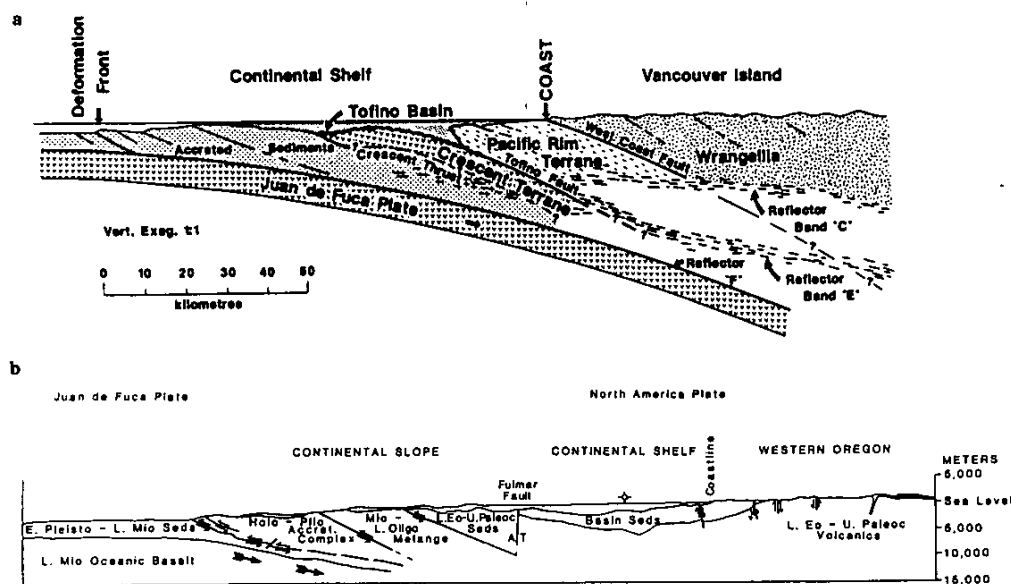 a
Deformation
Front
Continental Shelf
COAST
Vancouver Island
Tofino Basin
Accreted Sediments
Crescent Thrust
Crescent Terrane
Tofino Fault
Pacific Rim
Terrane
West Coast Fault
Wrangellia
Juan de Fuca Plate
Reflector
Band "C"
Reflector
"F"
Reflector
Band "E"
Vert. Exag. 1:1
0 10 20 30 40 50
kilometres
b
Juan de Fuca Plate
North America Plate
CONTINENTAL SLOPE
CONTINENTAL SHELF
Coastline
WESTERN OREGON
METERS
5,000
Sea Level
5,000
10,000
15,000
Fulmar
Fault
E. Pleisto - L. Mio Seds
Holo - Plio
Accret.
Complex
Mio -
L. Oligo
Melange
L.Eo-U.Paleoc
Seds
A T
Basin Seds
L. Eo - U. Paleoc
Volcanics
L. Mio Oceanic Basalt